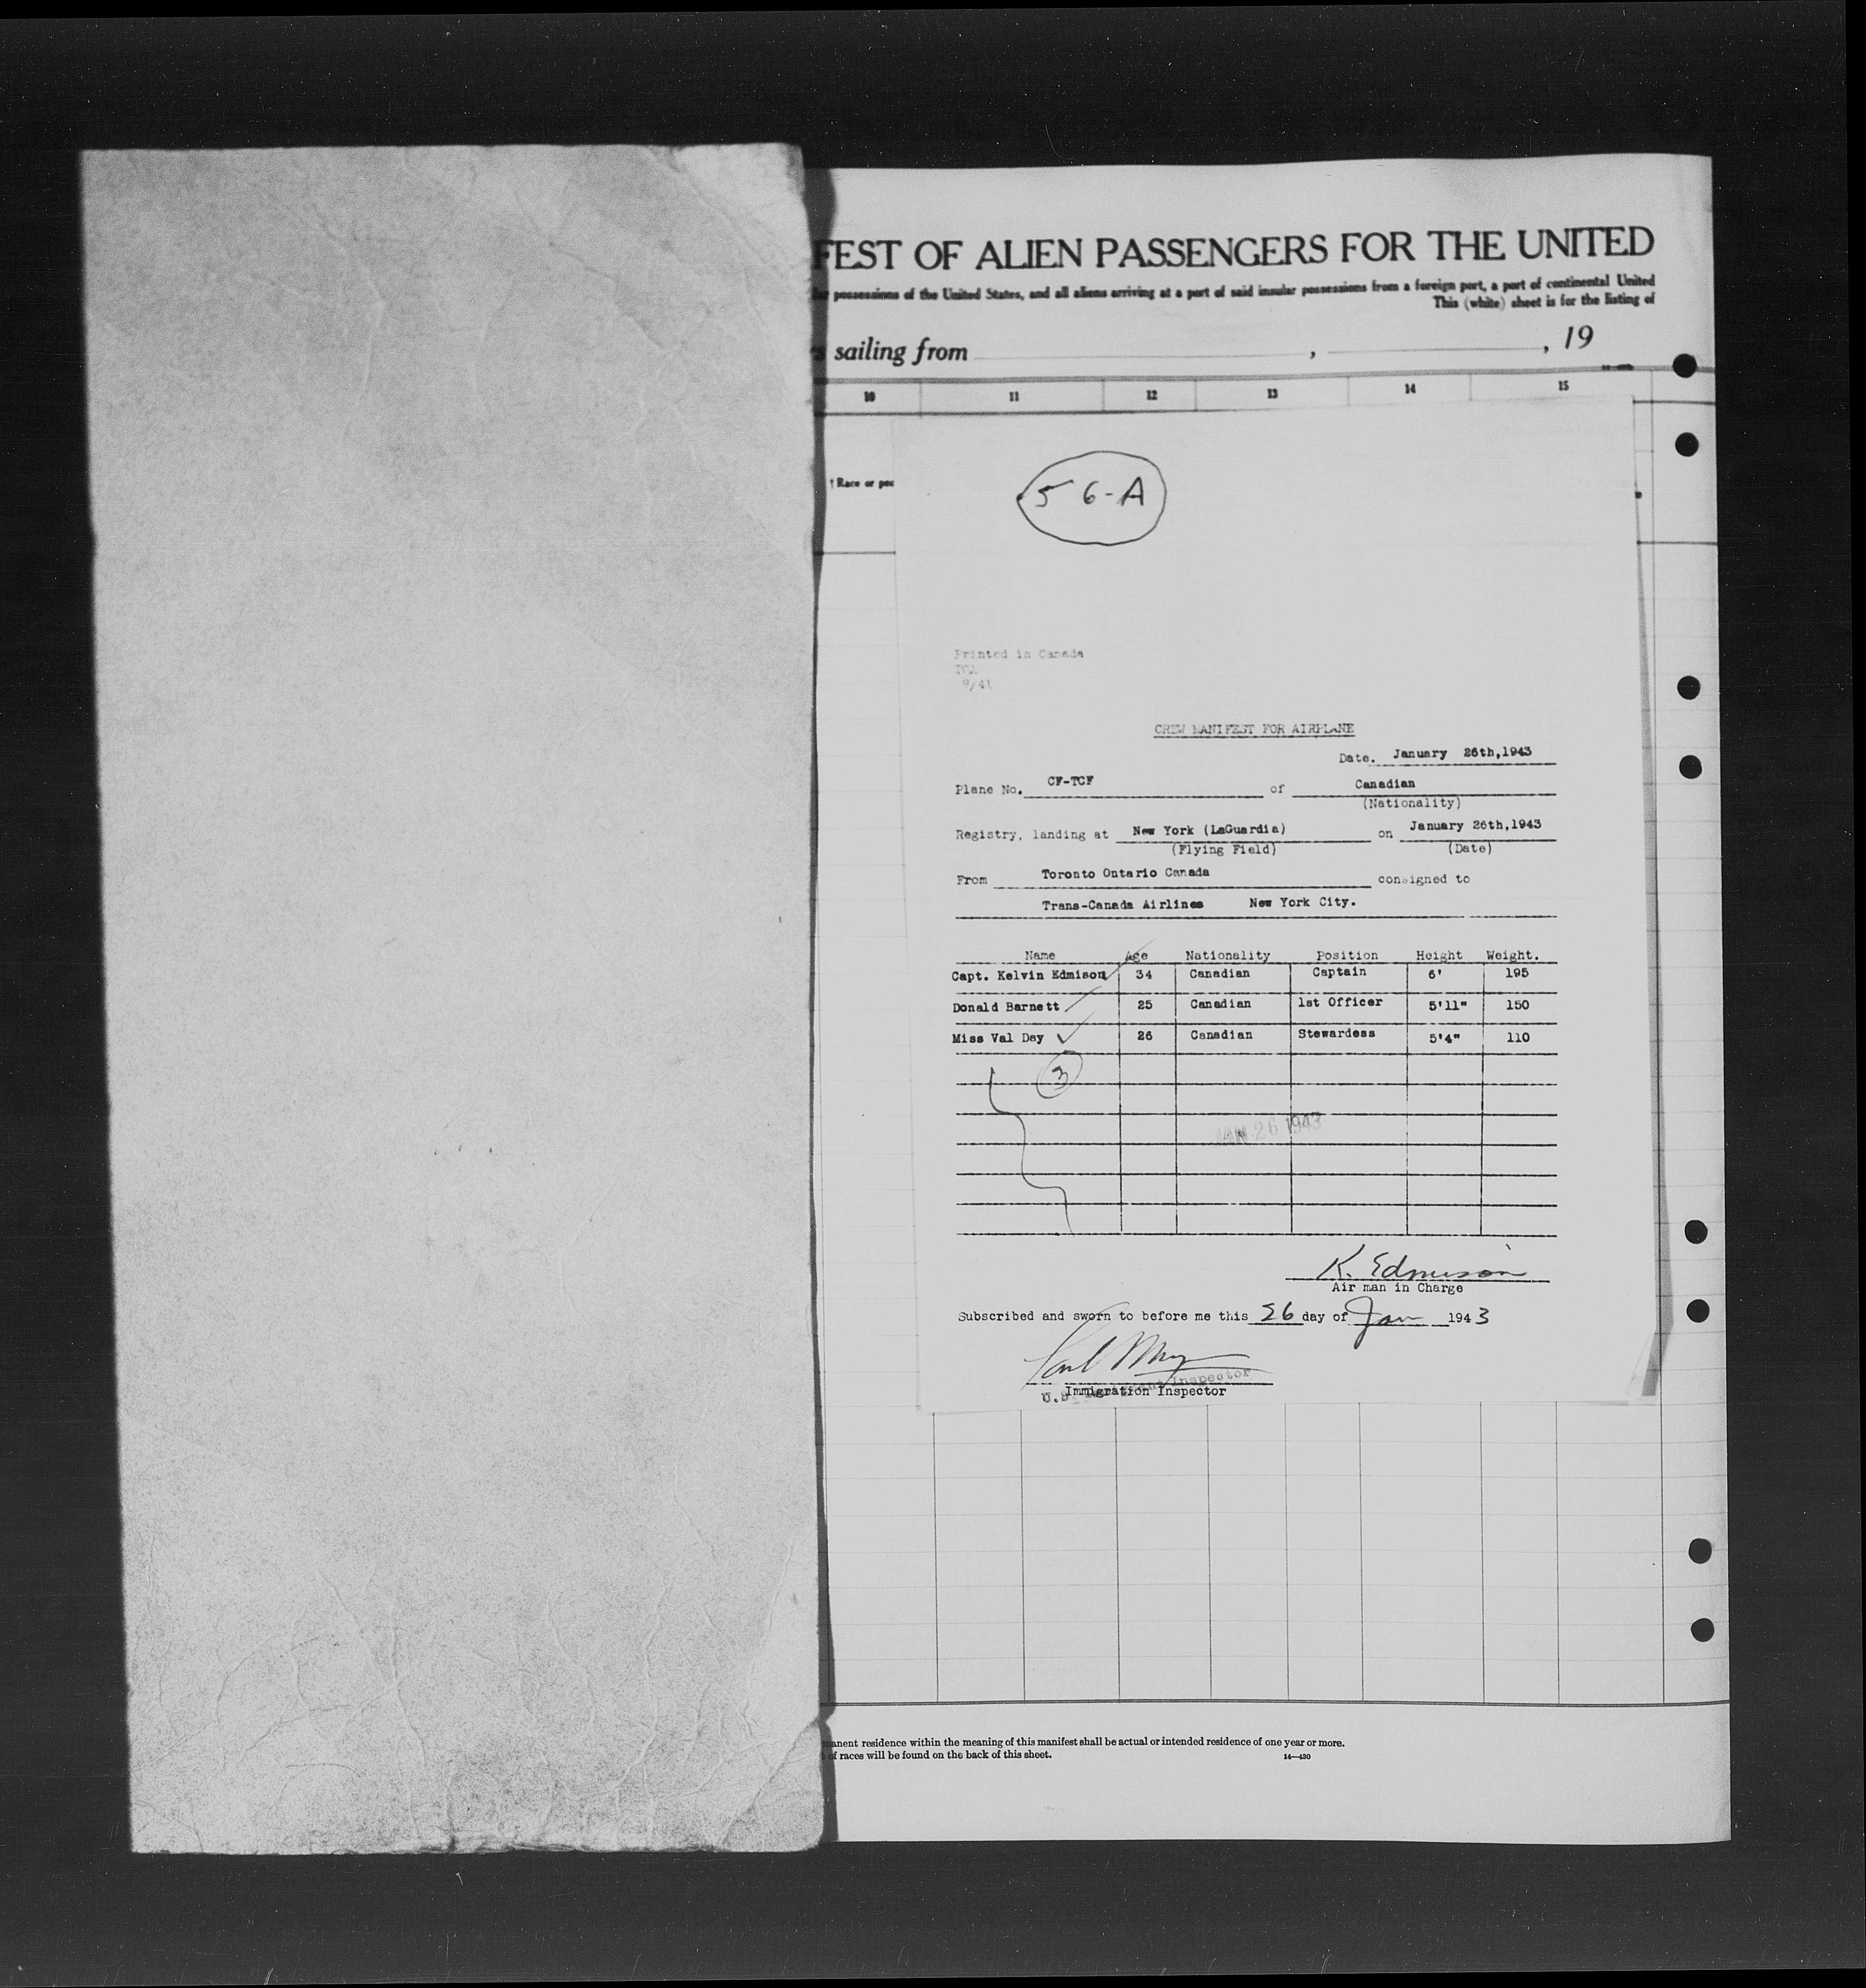 FEST OF ALIEN PASSENGERS FOR THE UNITED
possessions of the United States, and all aliens arriving at a port of said insular possessions from a foreign port, a port of continental United
This (white) sheet is for the listing of
sailing from , , 19
10 11 12 13 14 15
† Race or peo
56-A
Printed in Canada
TCA
9/41
CREW MANIFEST FOR AIRPLANE
Date. January 26th,1943
Plane No. CF-TCF of Canadian
(Nationality)
Registry, landing at New York (LaGuardia) on January 26th,1943
(Flying Field) (Date)
From Toronto Ontario Canada consigned to
Trans-Canada Airlines New York City.
Name Age Nationality Position Height Weight.
Capt. Kelvin Edmison 34 Canadian Captain 6' 195
Donald Barnett 25 Canadian 1st Officer 5'11" 150
Miss Val Day 26 Canadian Stewardess 5'4" 110
3
JAN 26 1943
K. Edmison
Air man in Charge
Subscribed and sworn to before me this 26 day of Jan 1943
U.S. Immigration Inspector
manent residence within the meaning of this manifest shall be actual or intended residence of one year or more.
of races will be found on the back of this sheet. 14—430